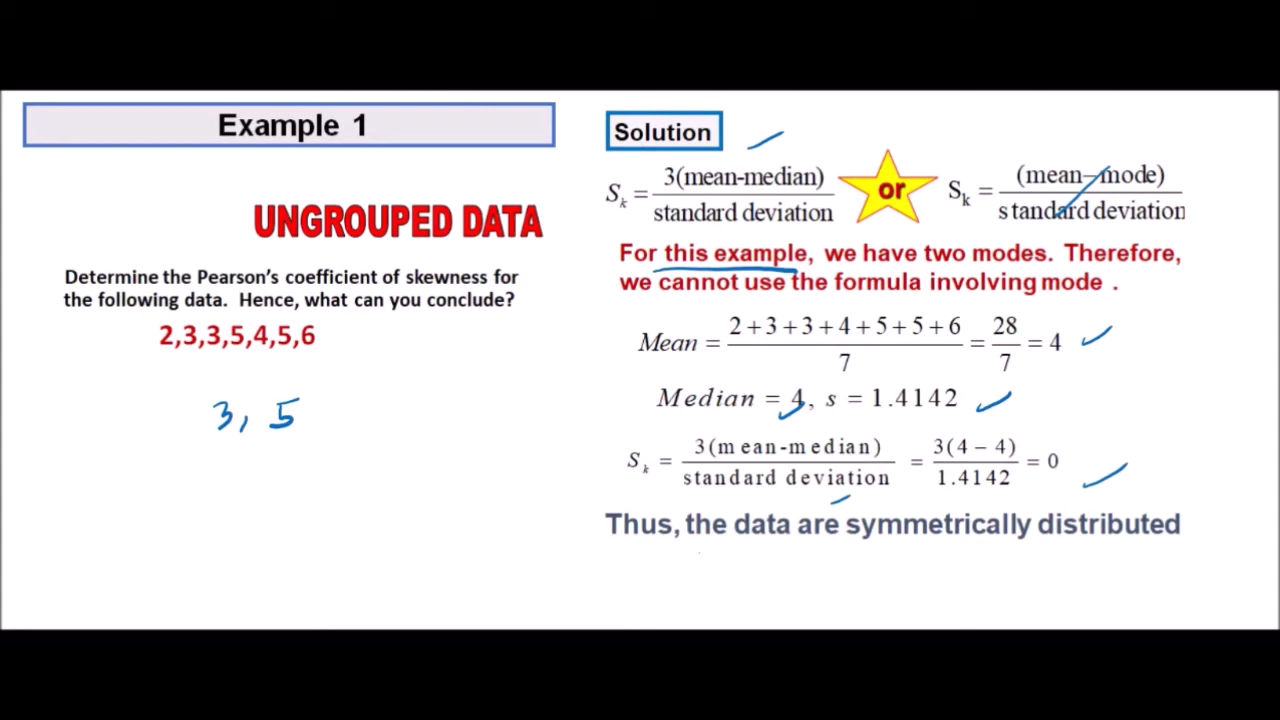 Example 1
UNGROUPED DATA
Determine the Pearson's coefficient of skewness for
the following data. Hence, what can you conclude?
2,3,3,5,4,5,6
3, 5
Solution
S_k = 3(mean-median) / standard deviation or S_k = (mean-mode) / standard deviation
For this example, we have two modes. Therefore,
we cannot use the formula involving mode .
Mean = (2+3+3+4+5+5+6) / 7 = 28 / 7 = 4
Median = 4, s = 1.4142
S_k = 3(mean-median) / standard deviation = 3(4 - 4) / 1.4142 = 0
Thus, the data are symmetrically distributed